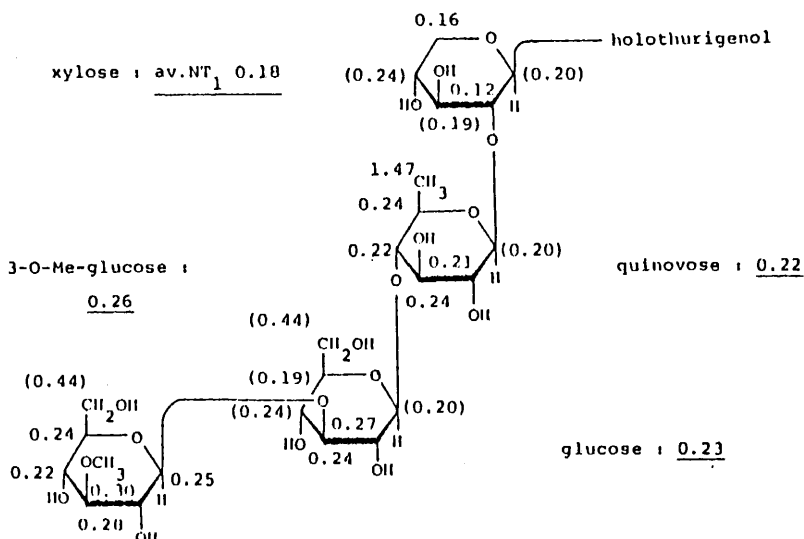 0.16
O
holothurigenol
xylose : av.NT1 0.18
(0.24)
OH
0.12
(0.20)
HO
H
(0.19)
O
1.47
CH3
0.24
O
OH
0.22
0.21
(0.20)
3-O-Me-glucose :
quinovose : 0.22
O
0.24
H
0.26
OH
(0.44)
CH2OH
(0.44)
(0.19)
O
CH2OH
(0.24)
O
(0.20)
0.24
O
0.27
H
HO
0.24
OH
glucose : 0.23
0.22
OCH3
0.25
HO
H
OH